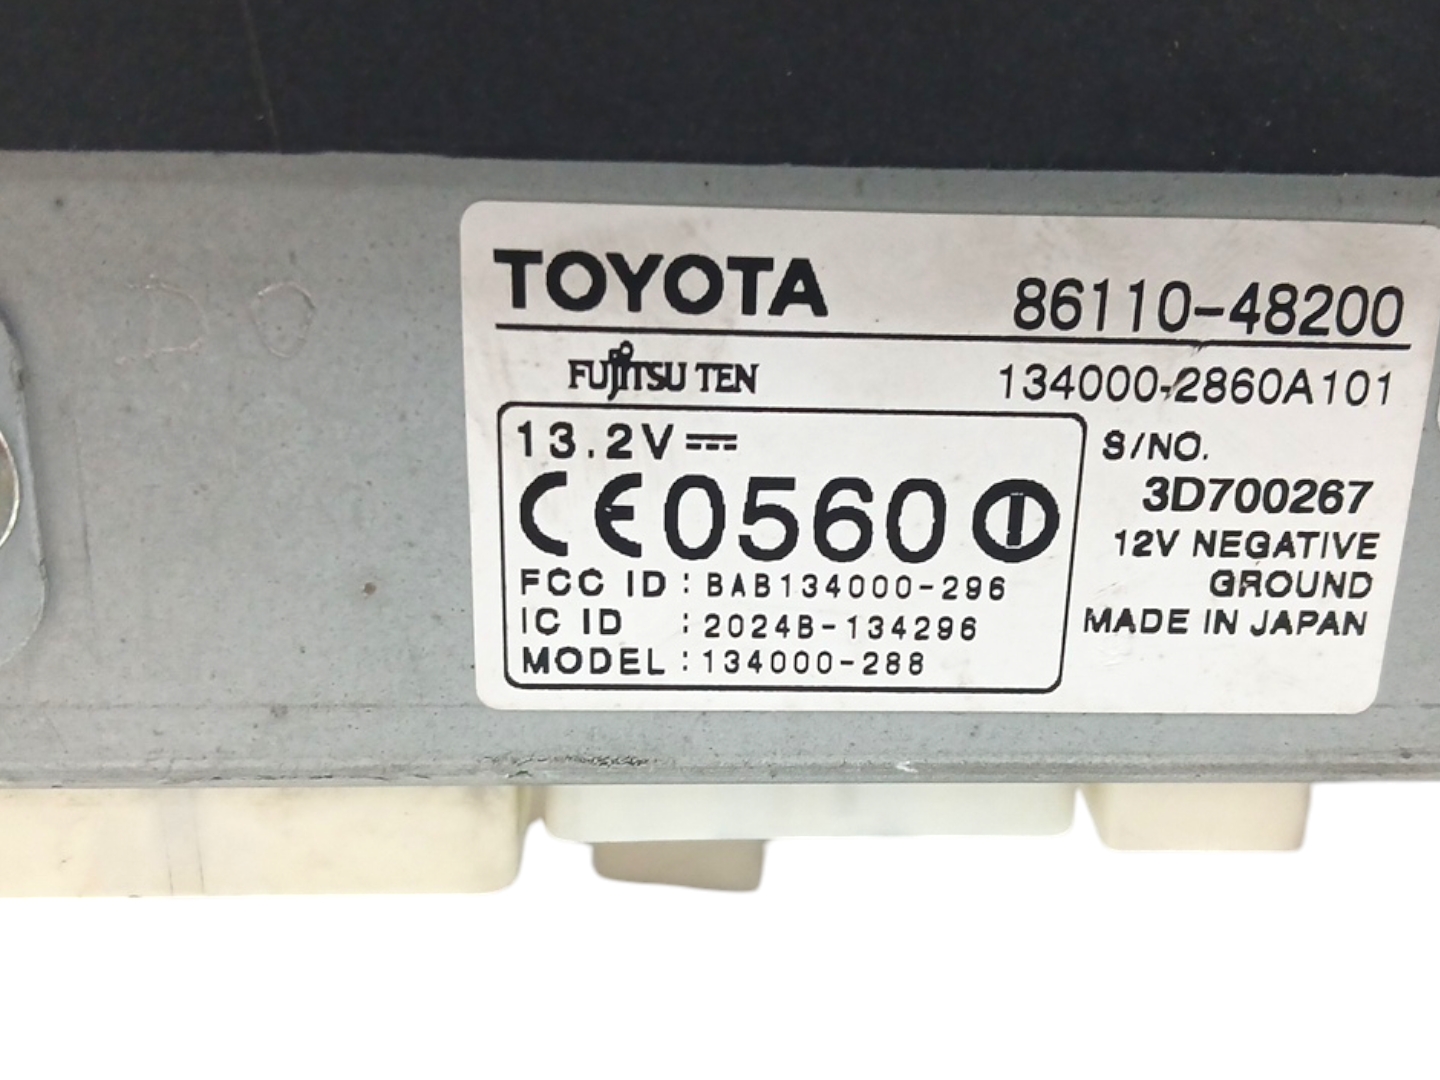 TOYOTA 86110-48200
FUJITSU TEN 134000-2860A101
13.2V
S/NO.
CE0560
3D700267
12V NEGATIVE
GROUND
FCC ID : BAB134000-296
IC ID : 2024B-134296
MADE IN JAPAN
MODEL : 134000-288
DO